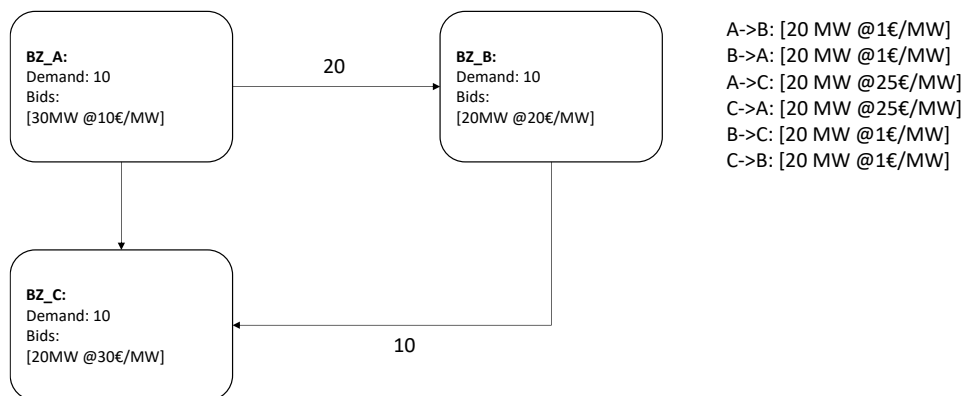 BZ_A:
Demand: 10
Bids:
[30MW @10€/MW]
20
BZ_B:
Demand: 10
Bids:
[20MW @20€/MW]
A->B: [20 MW @1€/MW]
B->A: [20 MW @1€/MW]
A->C: [20 MW @25€/MW]
C->A: [20 MW @25€/MW]
B->C: [20 MW @1€/MW]
C->B: [20 MW @1€/MW]
BZ_C:
Demand: 10
Bids:
[20MW @30€/MW]
10